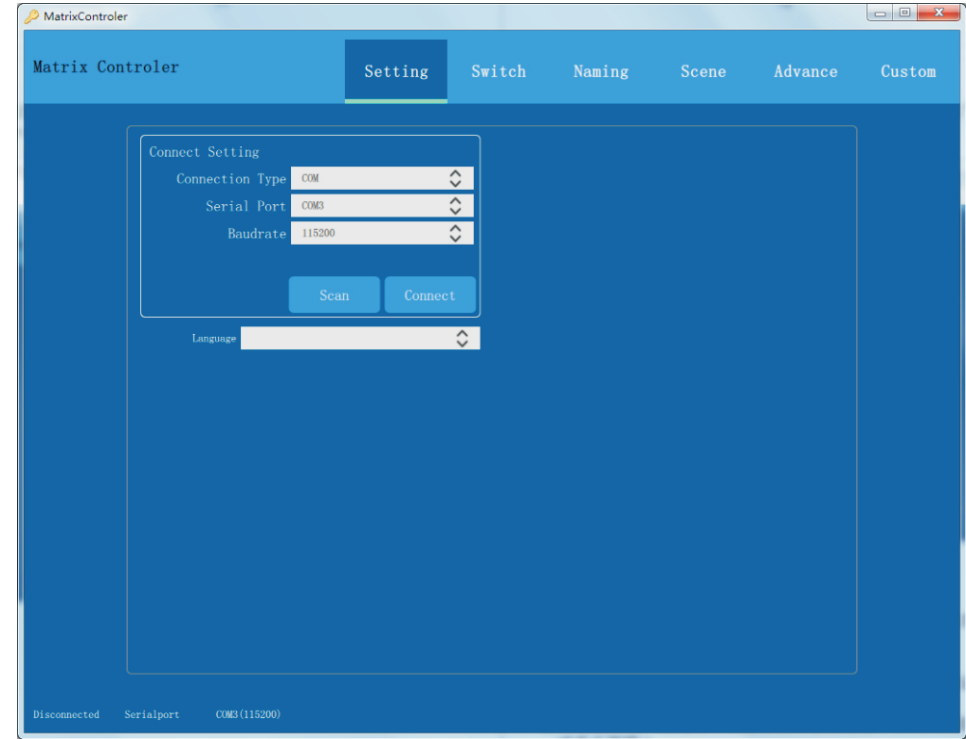 MatrixControler
Matrix Controler
Setting
Switch
Naming
Scene
Advance
Custom
Connect Setting
Connection Type COM
Serial Port COM3
Baudrate 115200
Scan
Connect
Language
Disconnected Serialport COM3(115200)